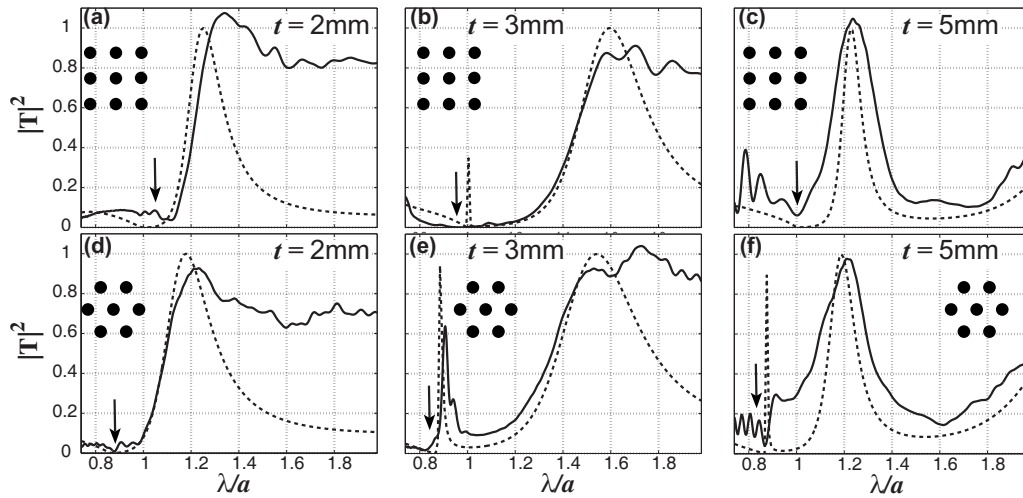 (a) t = 2mm
(b) t = 3mm
(c) t = 5mm
|T|²
1
0.8
0.6
0.4
0.2
0
(d) t = 2mm
(e) t = 3mm
(f) t = 5mm
|T|²
1
0.8
0.6
0.4
0.2
0
0.8 1 1.2 1.4 1.6 1.8
0.8 1 1.2 1.4 1.6 1.8
0.8 1 1.2 1.4 1.6 1.8
λ/a
λ/a
λ/a